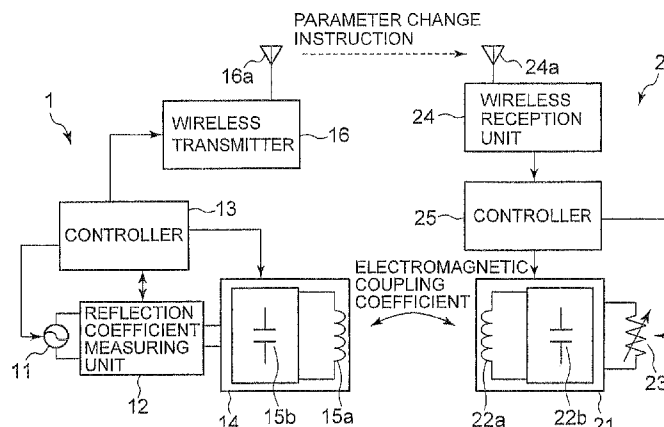 PARAMETER CHANGE
INSTRUCTION
16a
24a
1
2
WIRELESS
TRANSMITTER
16
24
WIRELESS
RECEPTION
UNIT
13
CONTROLLER
25
CONTROLLER
ELECTROMAGNETIC
COUPLING
COEFFICIENT
REFLECTION
COEFFICIENT
MEASURING
UNIT
11
12
14
15b
15a
22a
22b
21
23